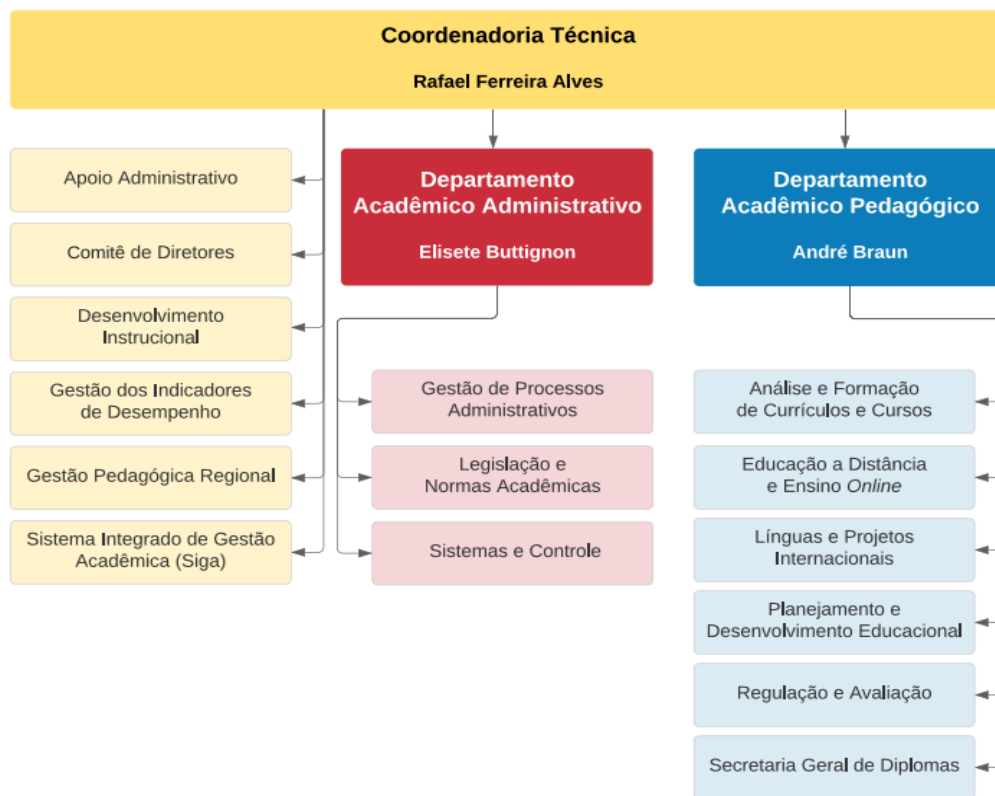 Coordenadoria Técnica
Rafael Ferreira Alves
Apoio Administrativo
Comitê de Diretores
Desenvolvimento
Instrucional
Gestão dos Indicadores
de Desempenho
Gestão Pedagógica Regional
Sistema Integrado de Gestão
Acadêmica (Siga)
Departamento
Acadêmico Administrativo
Elisete Buttignon
Gestão de Processos
Administrativos
Legislação e
Normas Acadêmicas
Sistemas e Controle
Departamento
Acadêmico Pedagógico
André Braun
Análise e Formação
de Currículos e Cursos
Educação a Distância
e Ensino Online
Línguas e Projetos
Internacionais
Planejamento e
Desenvolvimento Educacional
Regulação e Avaliação
Secretaria Geral de Diplomas